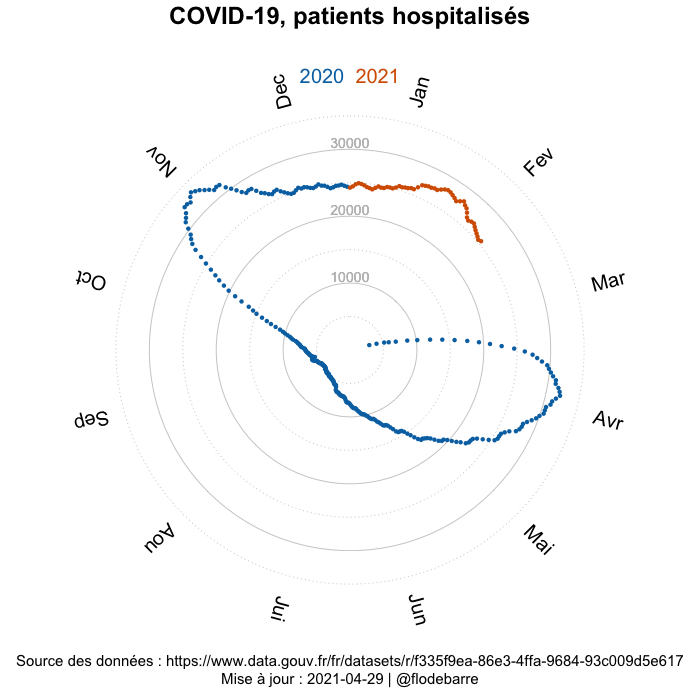 COVID-19, patients hospitalisés
2020 2021
Jan
Fev
Mar
Avr
Mai
Jun
Jui
Aou
Sep
Oct
Nov
Dec
30000
20000
10000
Source des données : https://www.data.gouv.fr/fr/datasets/r/f335f9ea-86e3-4ffa-9684-93c009d5e617
Mise à jour : 2021-04-29 | @flodebarre